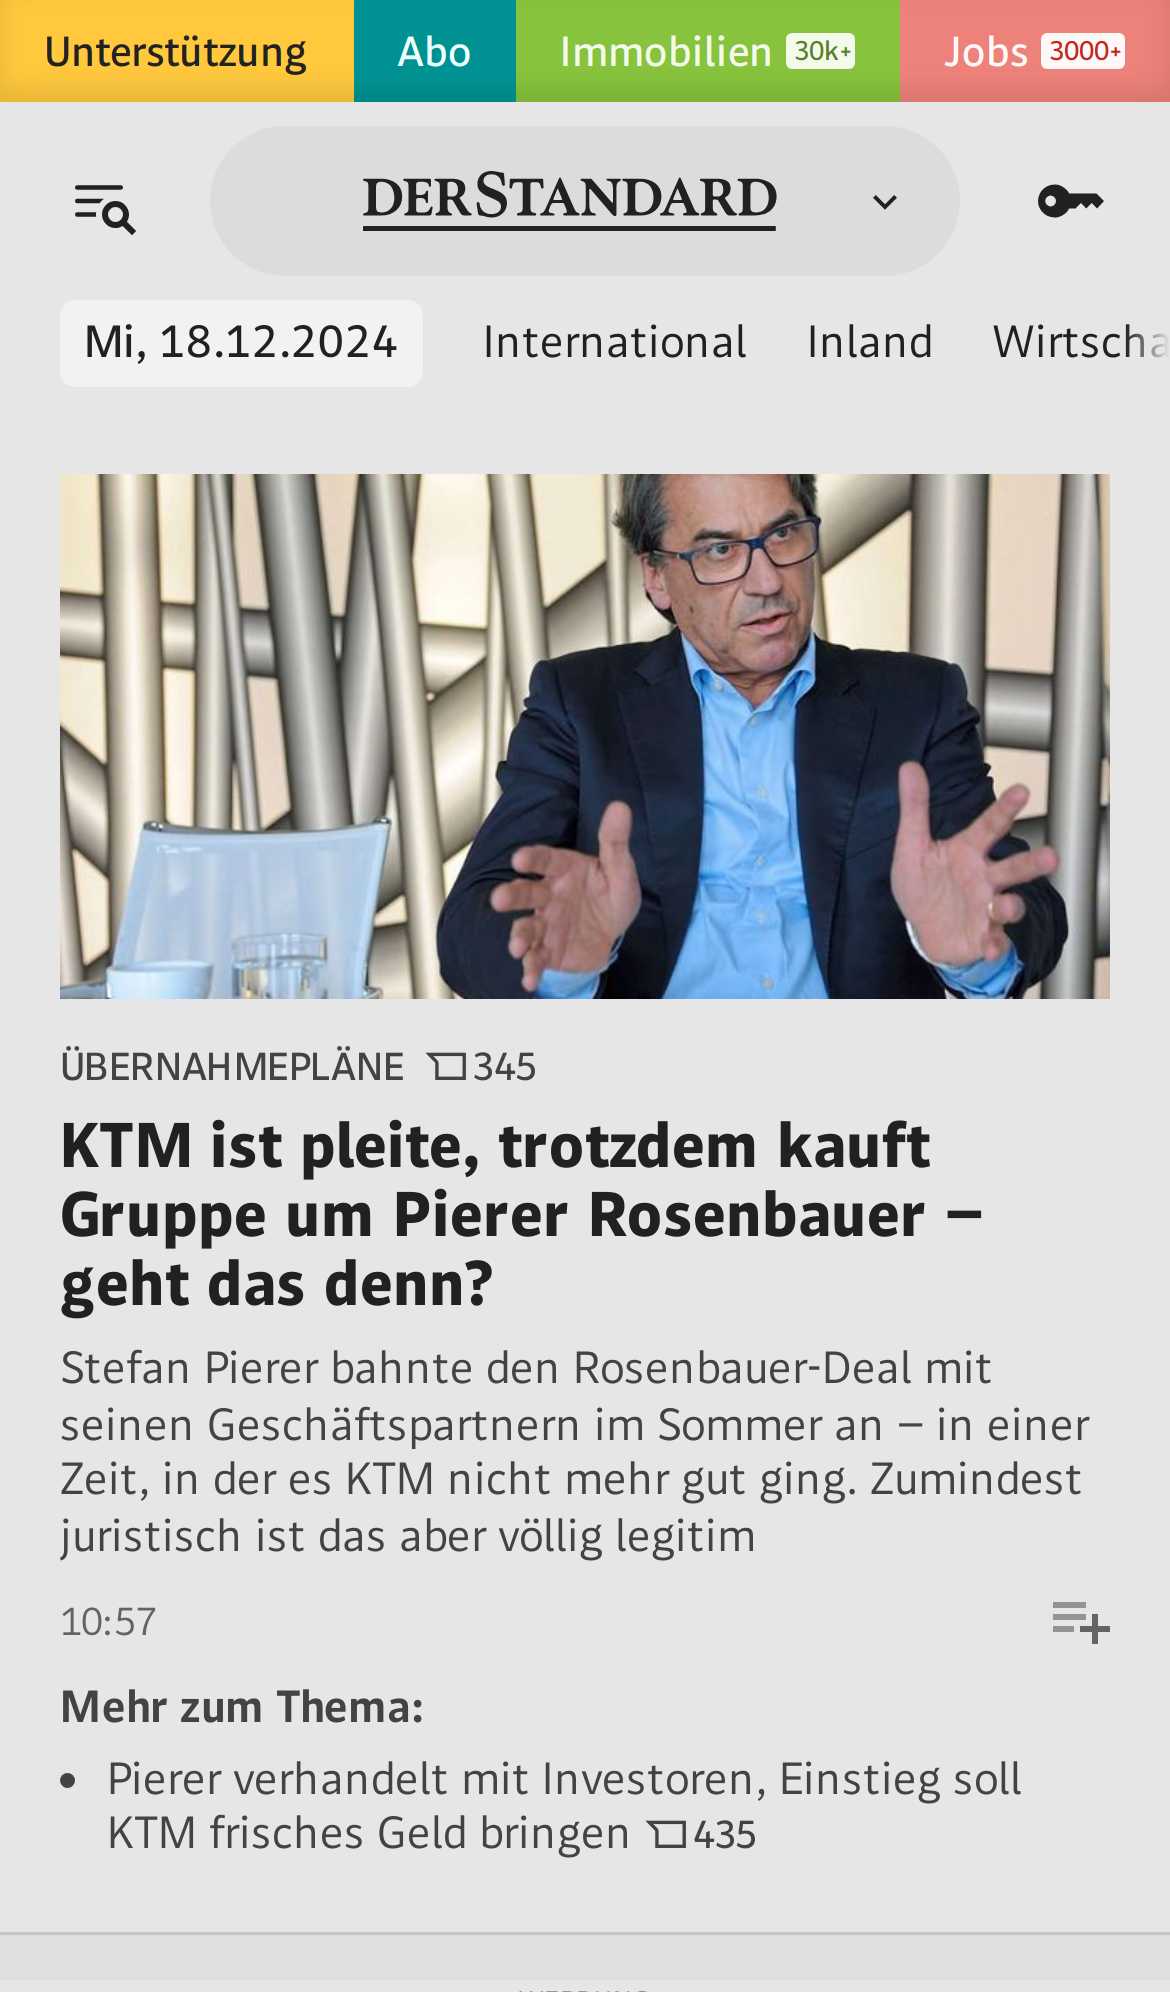 Unterstützung Abo Immobilien 30k+ Jobs 3000+
DERSTANDARD
Mi, 18.12.2024 International Inland Wirtscha
ÜBERNAHMEPLÄNE 345
KTM ist pleite, trotzdem kauft
Gruppe um Pierer Rosenbauer –
geht das denn?
Stefan Pierer bahnte den Rosenbauer-Deal mit
seinen Geschäftspartnern im Sommer an – in einer
Zeit, in der es KTM nicht mehr gut ging. Zumindest
juristisch ist das aber völlig legitim
10:57
Mehr zum Thema:
• Pierer verhandelt mit Investoren, Einstieg soll
KTM frisches Geld bringen 435